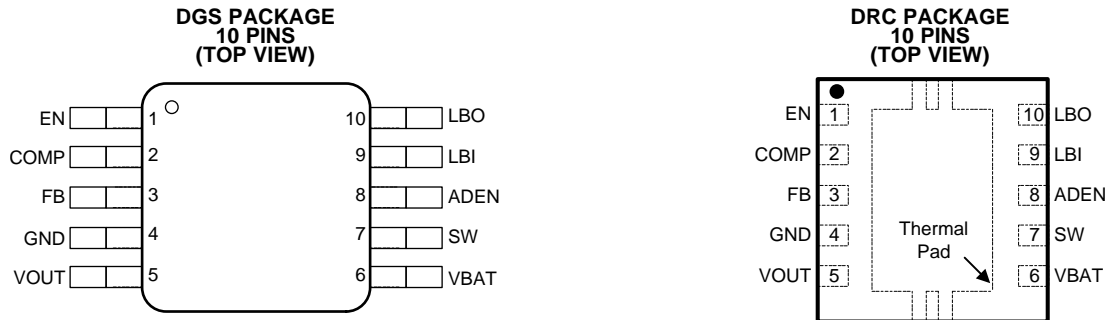 DGS PACKAGE
10 PINS
(TOP VIEW)
EN 1 10 LBO
COMP 2 9 LBI
FB 3 8 ADEN
GND 4 7 SW
VOUT 5 6 VBAT
DRC PACKAGE
10 PINS
(TOP VIEW)
EN 1 10 LBO
COMP 2 9 LBI
FB 3 8 ADEN
GND 4 7 SW
Thermal
Pad
VOUT 5 6 VBAT